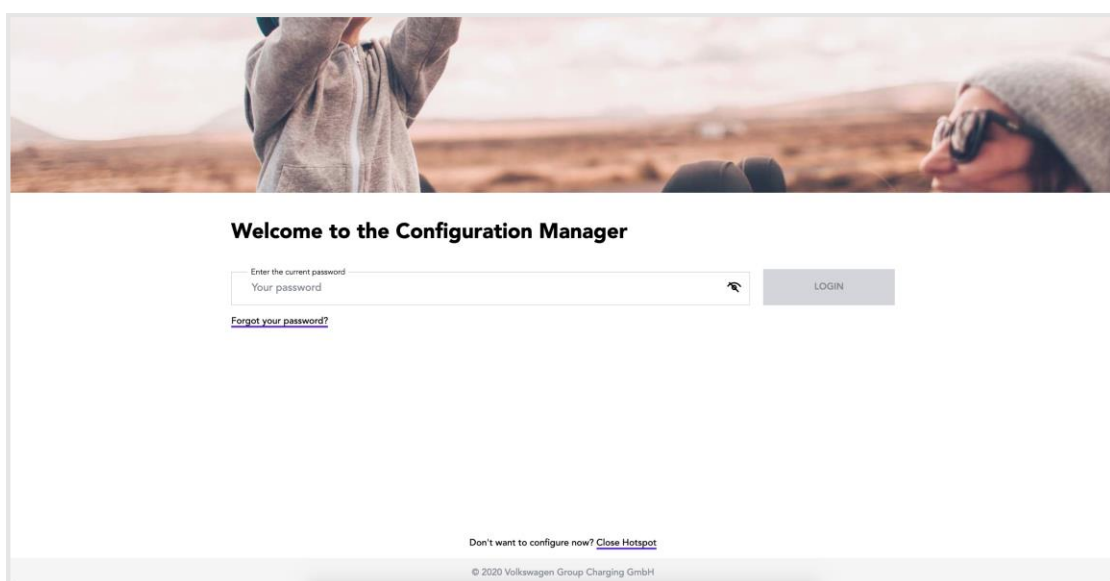 Welcome to the Configuration Manager
Enter the current password
Your password
LOGIN
Forgot your password?
Don't want to configure now? Close Hotspot
© 2020 Volkswagen Group Charging GmbH